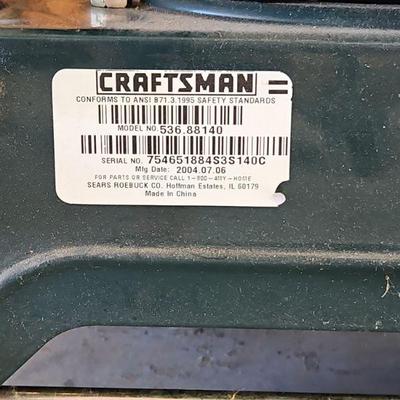 CRAFTSMAN
CONFORMS TO ANSI B71.3.1995 SAFETY STANDARDS
MODEL NO. 536.88140
SERIAL NO. 754651884S3S140C
Mfg Date: 2004.07.06
FOR PARTS OR SERVICE CALL 1-800-4MY-HOME
SEARS ROEBUCK CO. Hoffman Estates, IL 60179
Made In China